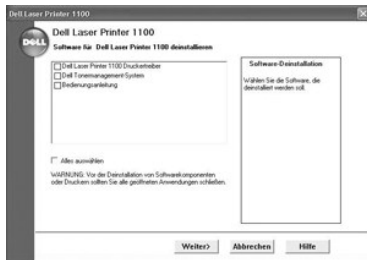 Dell Laser Printer 1100
DELL
Dell Laser Printer 1100
Software für Dell Laser Printer 1100 deinstallieren
Dell Laser Printer 1100 Druckertreiber
Dell Tonermanagement-System
Bedienungsanleitung
Alles auswählen
WARNUNG: Vor der Deinstallation von Softwarekomponenten
oder Druckern sollten Sie alle geöffneten Anwendungen schließen.
Software-Deinstallation
Wählen Sie die Software, die
deinstalliert werden soll.
Weiter>
Abbrechen
Hilfe